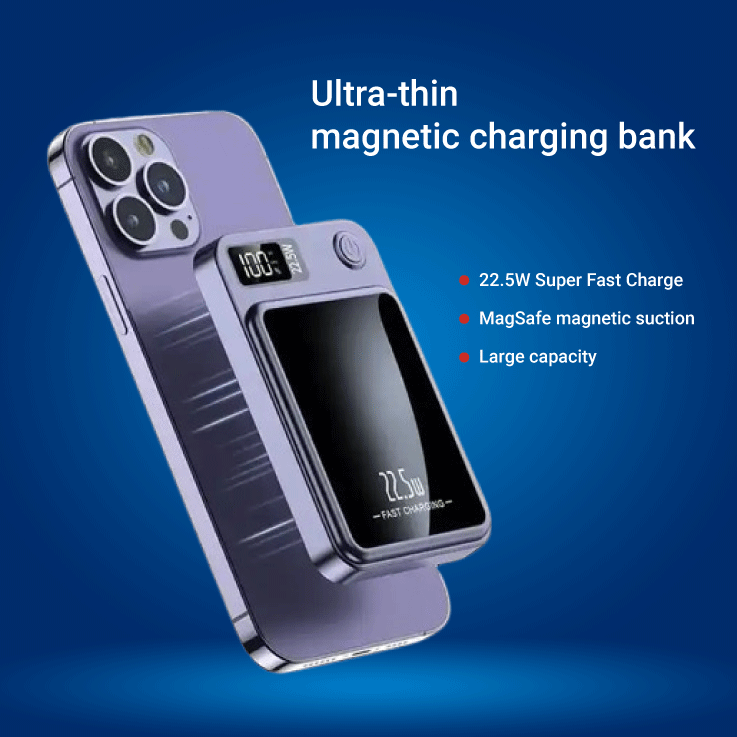 Ultra-thin
magnetic charging bank
100%
22.5W
22.5W Super Fast Charge
MagSafe magnetic suction
Large capacity
22.5W
FAST CHARGING